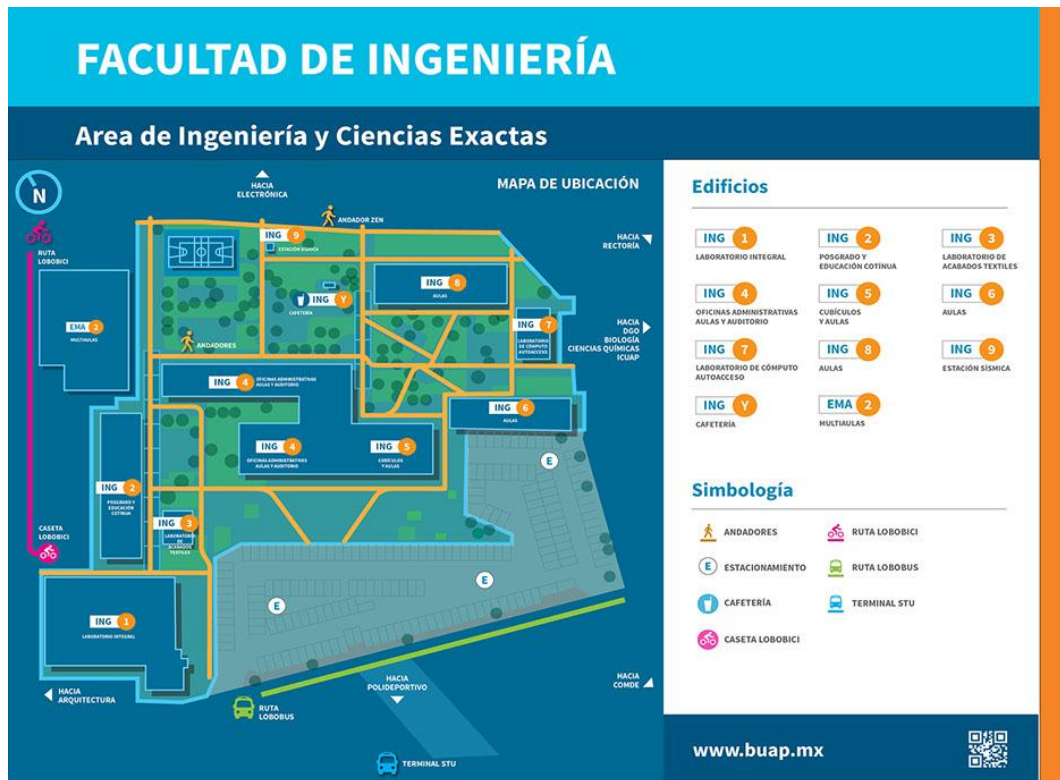 FACULTAD DE INGENIERÍA
Area de Ingeniería y Ciencias Exactas
N
HACIA
ELECTRÓNICA
MAPA DE UBICACIÓN
ANDADOR ZEN
RUTA
LOBOBICI
ING 9
ESTACIÓN SÍSMICA
HACIA
RECTORÍA
ING 8
AULAS
ING Y
CAFETERÍA
EMA 2
MULTIAULAS
ANDADORES
ING 7
LABORATORIO
DE CÓMPUTO
AUTOACCESO
HACIA
DGO
BIOLOGÍA
CIENCIAS QUÍMICAS
ICUAP
ING 4
OFICINAS ADMINISTRATIVAS
AULAS Y AUDITORIO
ING 6
AULAS
ING 4
OFICINAS ADMINISTRATIVAS
AULAS Y AUDITORIO
ING 5
CUBÍCULOS
Y AULAS
E
ING 2
POSGRADO Y
EDUCACIÓN
COTÍNUA
ING 3
LABORATORIO
DE
ACABADOS
TEXTILES
CASETA
LOBOBICI
E
E
ING 1
LABORATORIO INTEGRAL
HACIA
ARQUITECTURA
HACIA
POLIDEPORTIVO
HACIA
COMDE
RUTA
LOBOBUS
TERMINAL STU
Edificios
ING 1
LABORATORIO INTEGRAL
ING 2
POSGRADO Y
EDUCACIÓN COTÍNUA
ING 3
LABORATORIO DE
ACABADOS TEXTILES
ING 4
OFICINAS ADMINISTRATIVAS
AULAS Y AUDITORIO
ING 5
CUBÍCULOS
Y AULAS
ING 6
AULAS
ING 7
LABORATORIO DE CÓMPUTO
AUTOACCESO
ING 8
AULAS
ING 9
ESTACIÓN SÍSMICA
ING Y
CAFETERÍA
EMA 2
MULTIAULAS
Simbología
ANDADORES
RUTA LOBOBICI
E ESTACIONAMIENTO
RUTA LOBOBUS
CAFETERÍA
TERMINAL STU
CASETA LOBOBICI
www.buap.mx